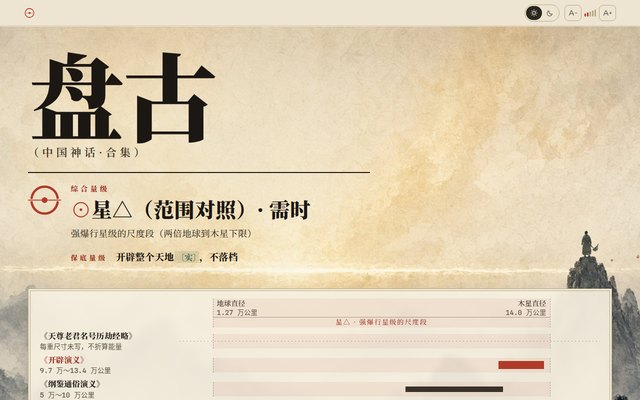 A- A+
盘古
（中国神话·合集）
综合量级
☉星△（范围对照）·需时
强爆行星级的尺度段（两倍地球到木星下限）
保底量级 开辟整个天地〔实〕，不落档
地球直径 木星直径
1.27 万公里 14.0 万公里
星△ · 强爆行星级的尺度段
《天尊老君名号历劫经略》
每重尺寸未写，不折算能量
《开辟演义》
9.7 万～13.4 万公里
《纲鉴通俗演义》
5 万～10 万公里